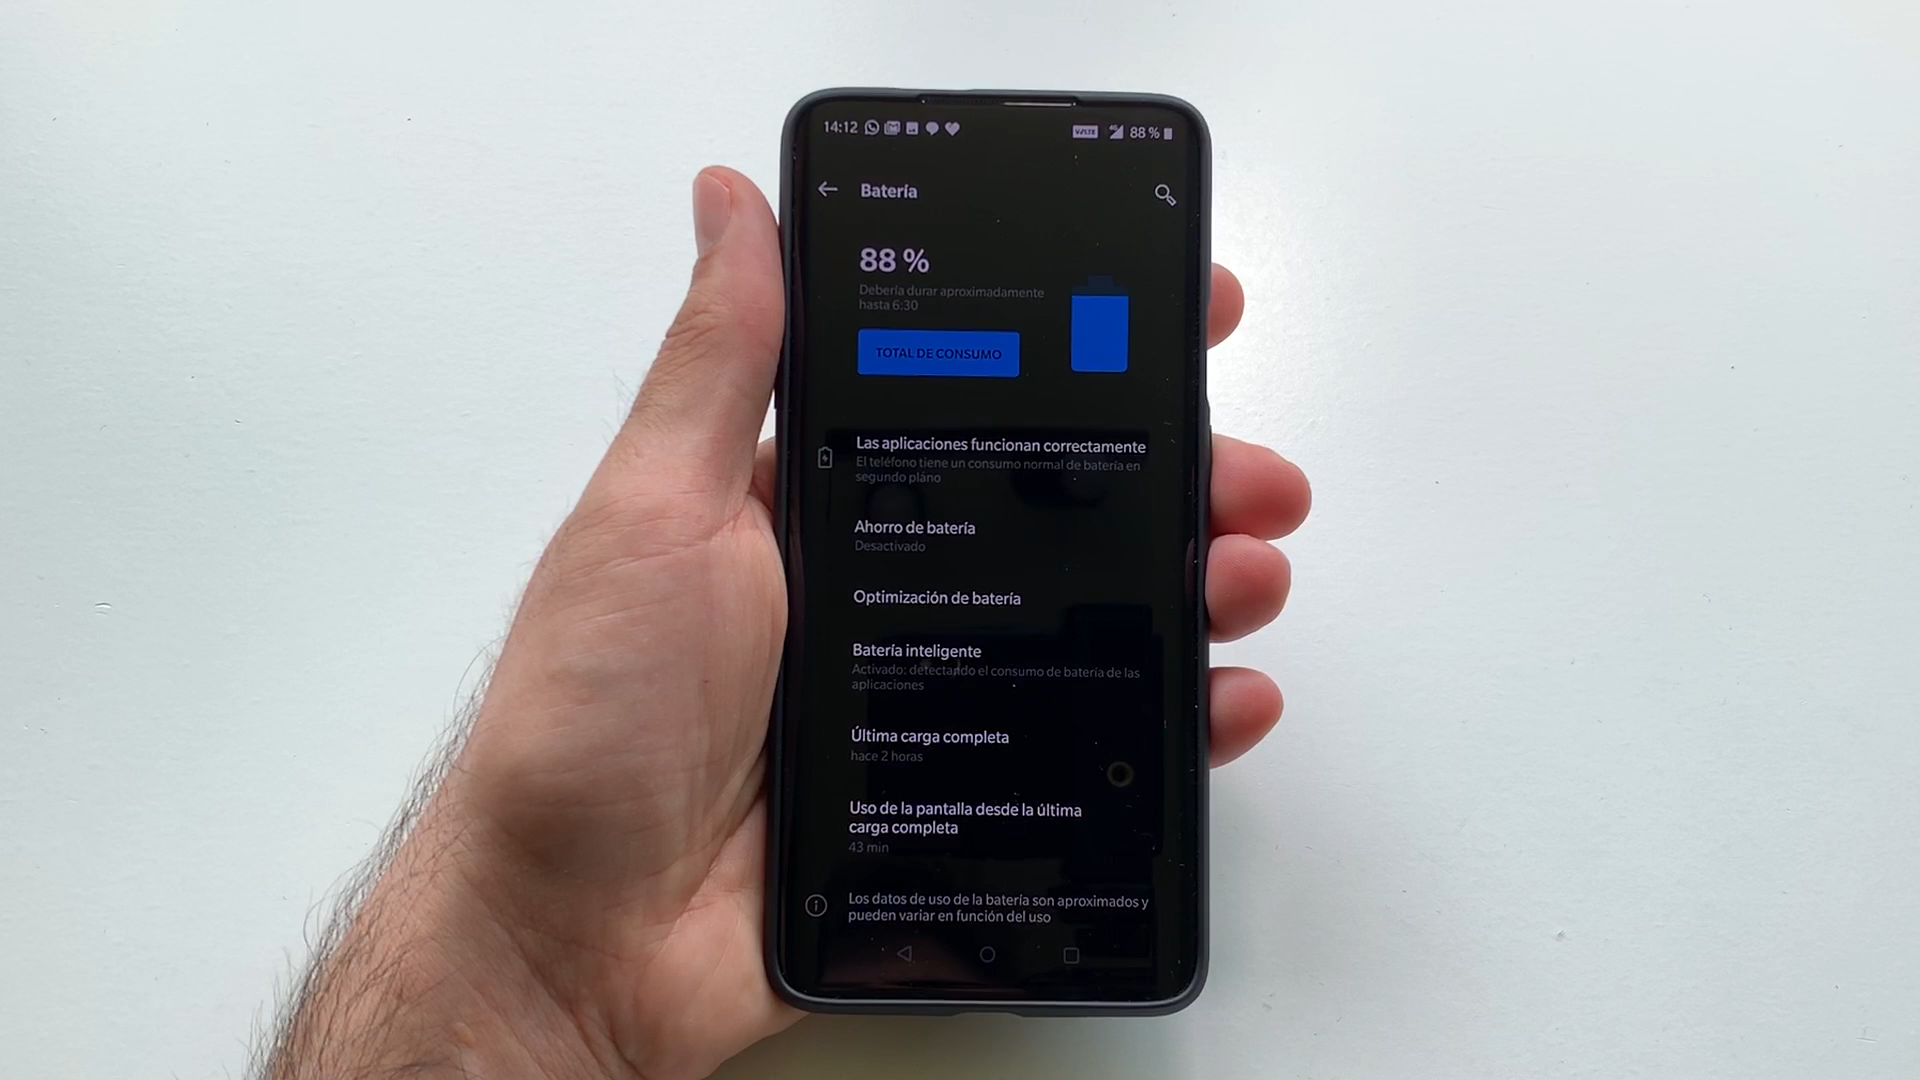 14:12 VoLTE 4G 88 %
Batería
88 %
Debería durar aproximadamente
hasta 6:30
TOTAL DE CONSUMO
Las aplicaciones funcionan correctamente
El teléfono tiene un consumo normal de batería en
segundo plano
Ahorro de batería
Desactivado
Optimización de batería
Batería inteligente
Activado: detectando el consumo de batería de las
aplicaciones
Última carga completa
hace 2 horas
Uso de la pantalla desde la última
carga completa
43 min
Los datos de uso de la batería son aproximados y
pueden variar en función del uso